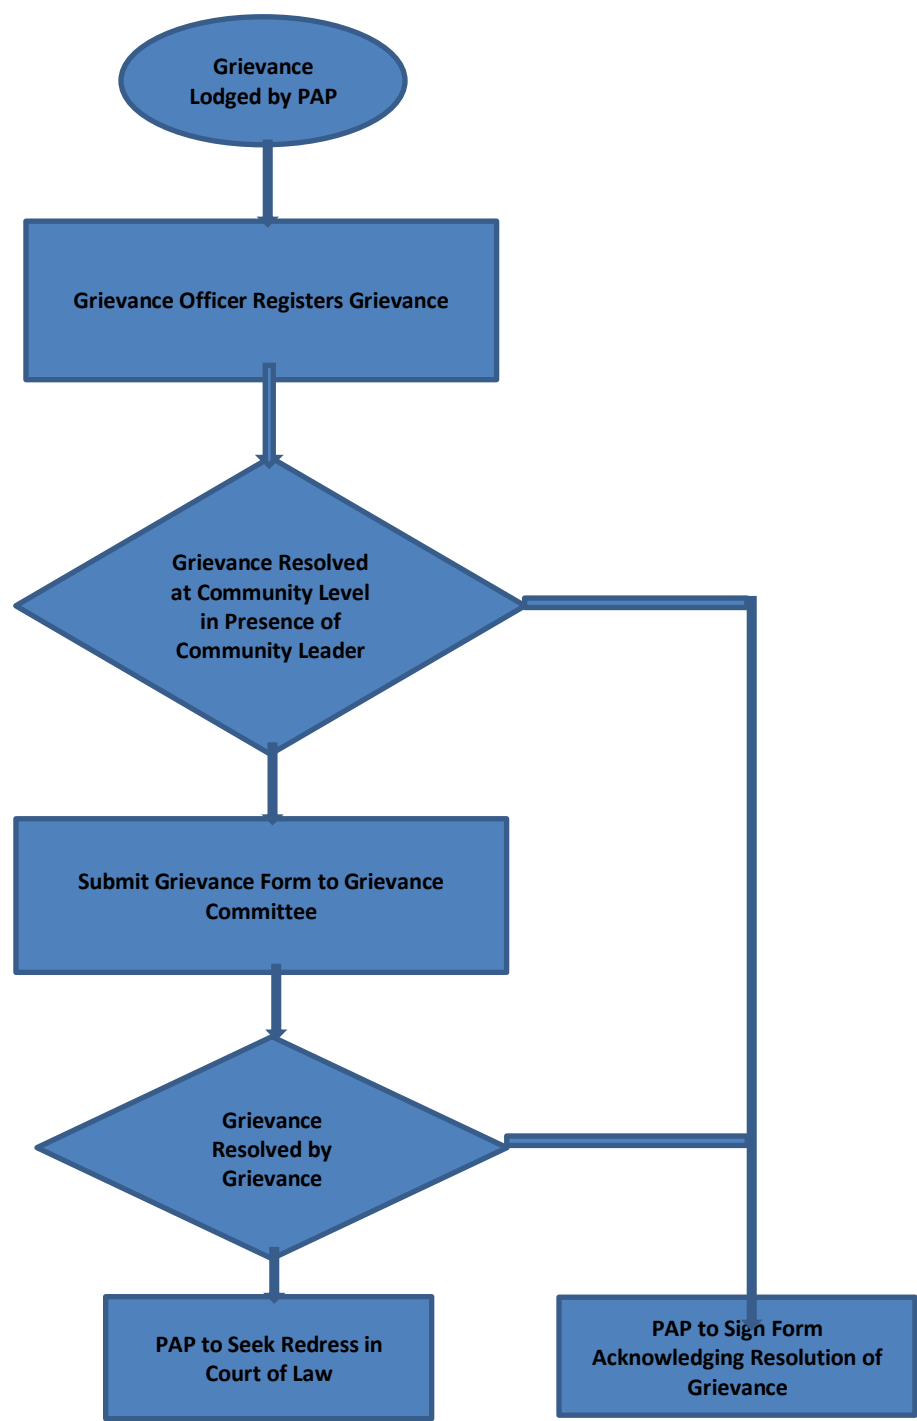 Grievance
Lodged by PAP
Grievance Officer Registers Grievance
Grievance Resolved
at Community Level
in Presence of
Community Leader
Submit Grievance Form to Grievance
Committee
Grievance
Resolved by
Grievance
PAP to Seek Redress in
Court of Law
PAP to Sign Form
Acknowledging Resolution of
Grievance